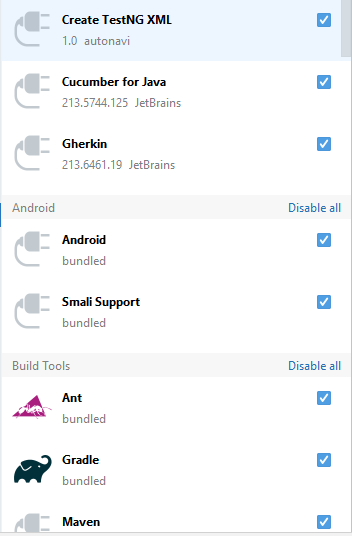 Create TestNG XML
1.0 autonavi
Cucumber for Java
213.5744.125 JetBrains
Gherkin
213.6461.19 JetBrains
Android Disable all
Android
bundled
Smali Support
bundled
Build Tools Disable all
Ant
bundled
Gradle
bundled
Maven